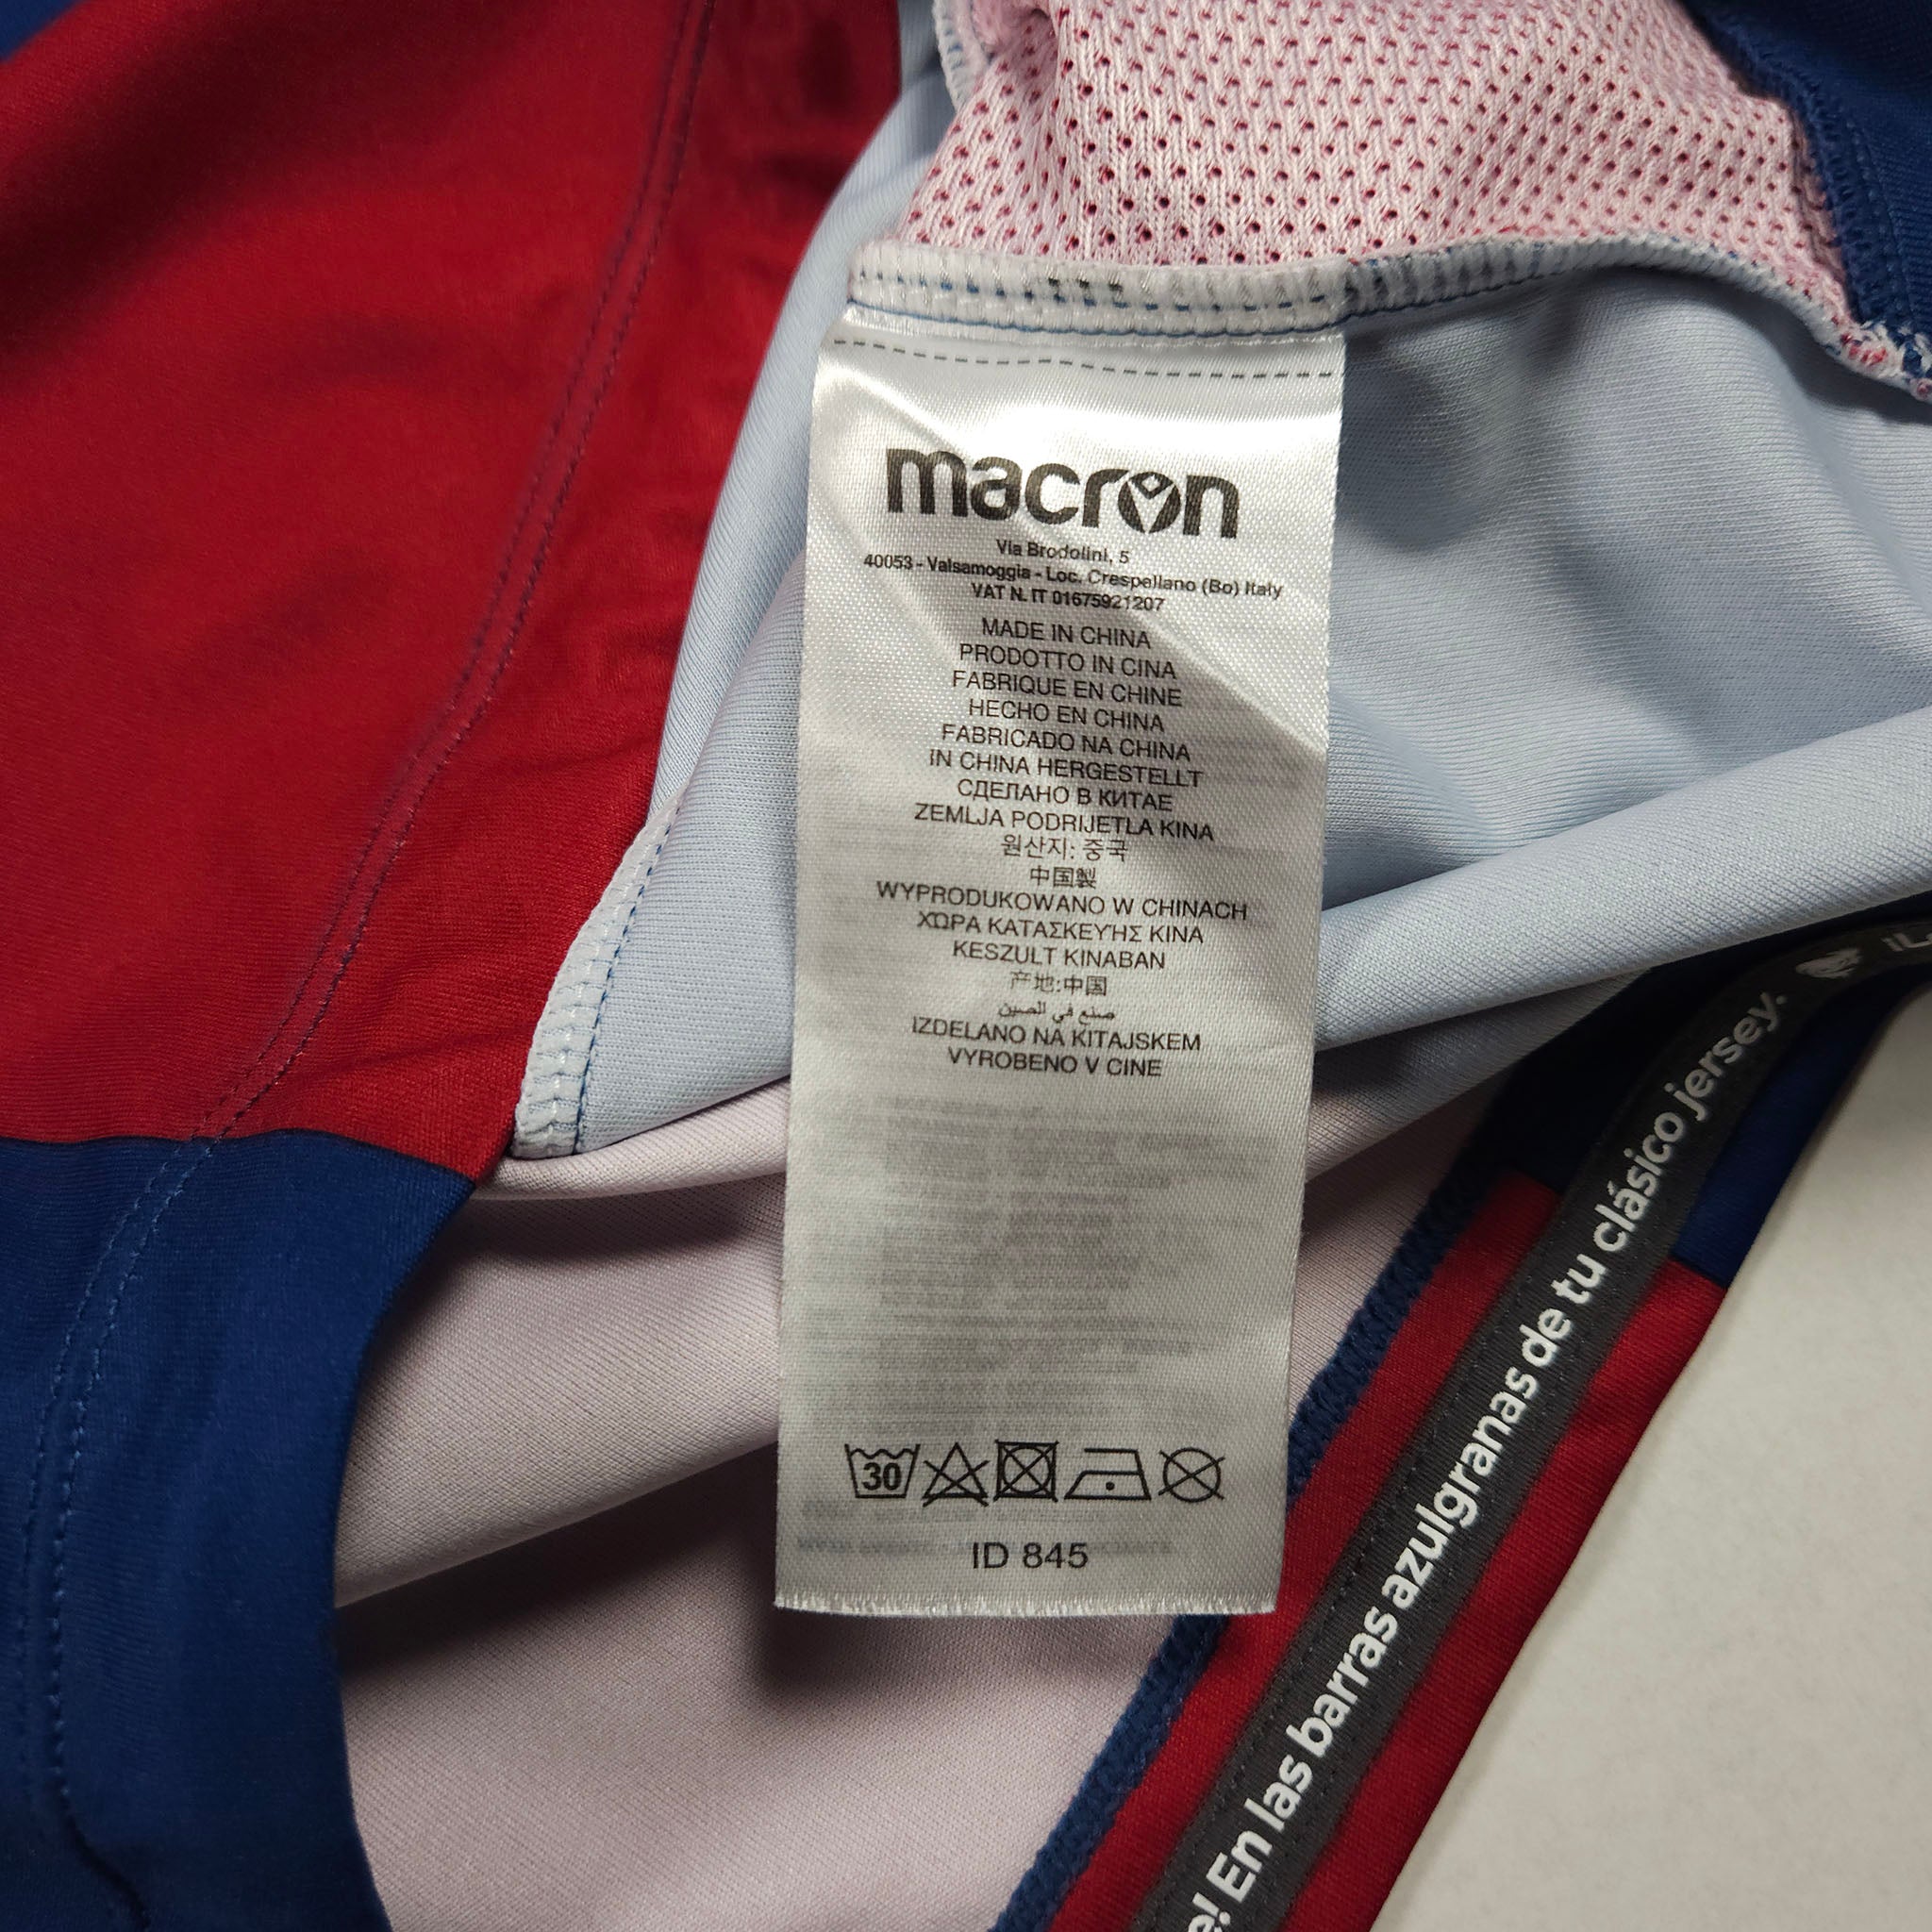 macron
Via Brodolini, 5
40053 - Valsamoggia - Loc. Crespellano (Bo) Italy
VAT N. IT 01675921207
MADE IN CHINA
PRODOTTO IN CINA
FABRIQUE EN CHINE
HECHO EN CHINA
FABRICADO NA CHINA
IN CHINA HERGESTELLT
СДЕЛАНО В КИТАЕ
ZEMLJA PODRIJETLA KINA
원산지: 중국
中国製
WYPRODUKOWANO W CHINACH
ΧΏΡΑ ΚΑΤΑΣΚΕΥΉΣ ΚΙΝΑ
KESZULT KINABAN
产地:中国
صنع في الصين
IZDELANO NA KITAJSKEM
VYROBENO V CINE
30
ID 845
e! En las barras azulgranas de tu clásico jersey.